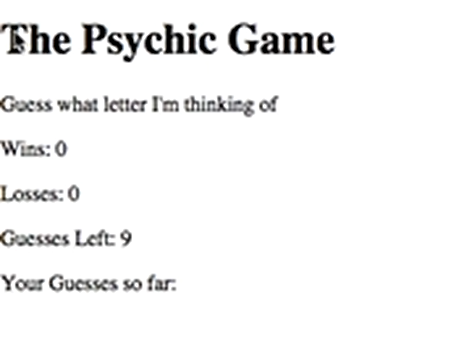 The Psychic Game
Guess what letter I'm thinking of
Wins: 0
Losses: 0
Guesses Left: 9
Your Guesses so far: